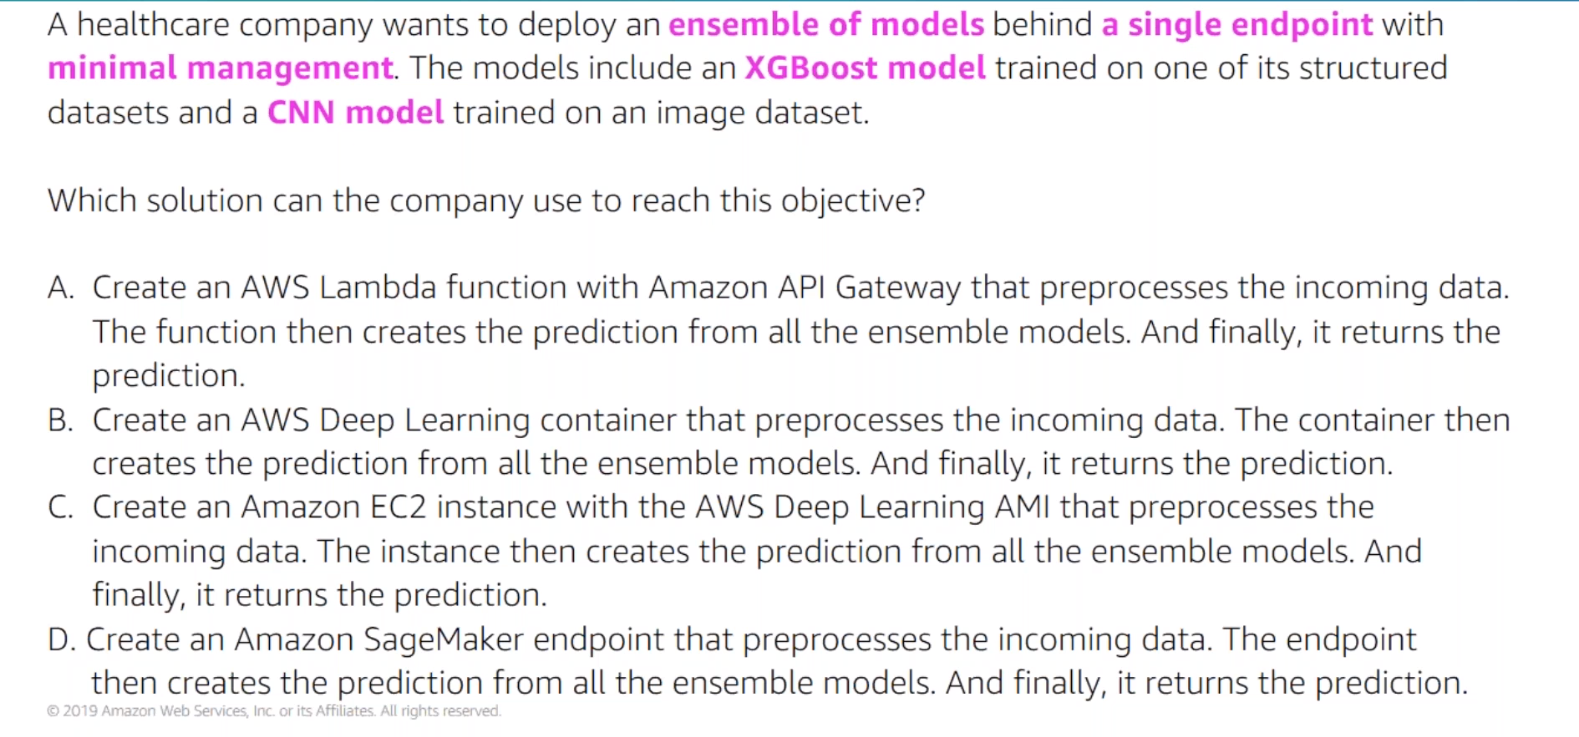 A healthcare company wants to deploy an ensemble of models behind a single endpoint with
minimal management. The models include an XGBoost model trained on one of its structured
datasets and a CNN model trained on an image dataset.
Which solution can the company use to reach this objective?
A. Create an AWS Lambda function with Amazon API Gateway that preprocesses the incoming data.
The function then creates the prediction from all the ensemble models. And finally, it returns the
prediction.
B. Create an AWS Deep Learning container that preprocesses the incoming data. The container then
creates the prediction from all the ensemble models. And finally, it returns the prediction.
C. Create an Amazon EC2 instance with the AWS Deep Learning AMI that preprocesses the
incoming data. The instance then creates the prediction from all the ensemble models. And
finally, it returns the prediction.
D. Create an Amazon SageMaker endpoint that preprocesses the incoming data. The endpoint
then creates the prediction from all the ensemble models. And finally, it returns the prediction.
© 2019 Amazon Web Services, Inc. or its Affiliates. All rights reserved.